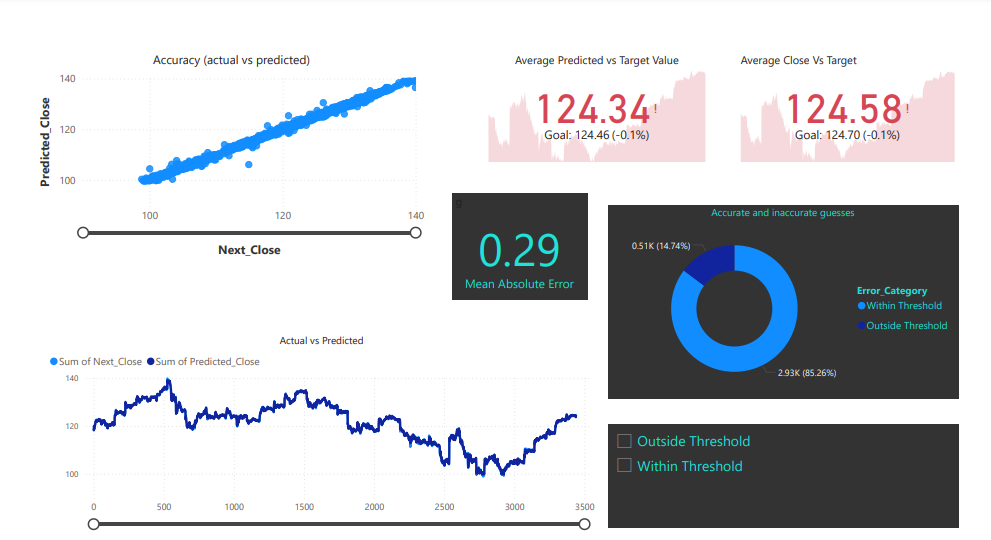 Accuracy (actual vs predicted)
Predicted_Close
140
120
100
100
120
140
Next_Close
Average Predicted vs Target Value
124.34!
Goal: 124.46 (-0.1%)
Average Close Vs Target
124.58!
Goal: 124.70 (-0.1%)
0.29
Mean Absolute Error
Accurate and inaccurate guesses
0.51K (14.74%)
2.93K (85.26%)
Error_Category
Within Threshold
Outside Threshold
Actual vs Predicted
Sum of Next_Close Sum of Predicted_Close
140
120
100
0 500 1000 1500 2000 2500 3000 3500
Outside Threshold
Within Threshold